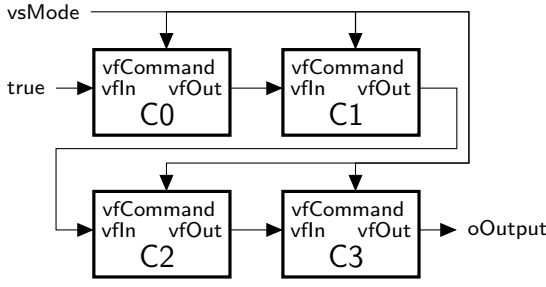 vsMode
vfCommand vfCommand
true vfIn vfOut vfIn vfOut
C0 C1
vfCommand vfCommand
vfIn vfOut vfIn vfOut oOutput
C2 C3